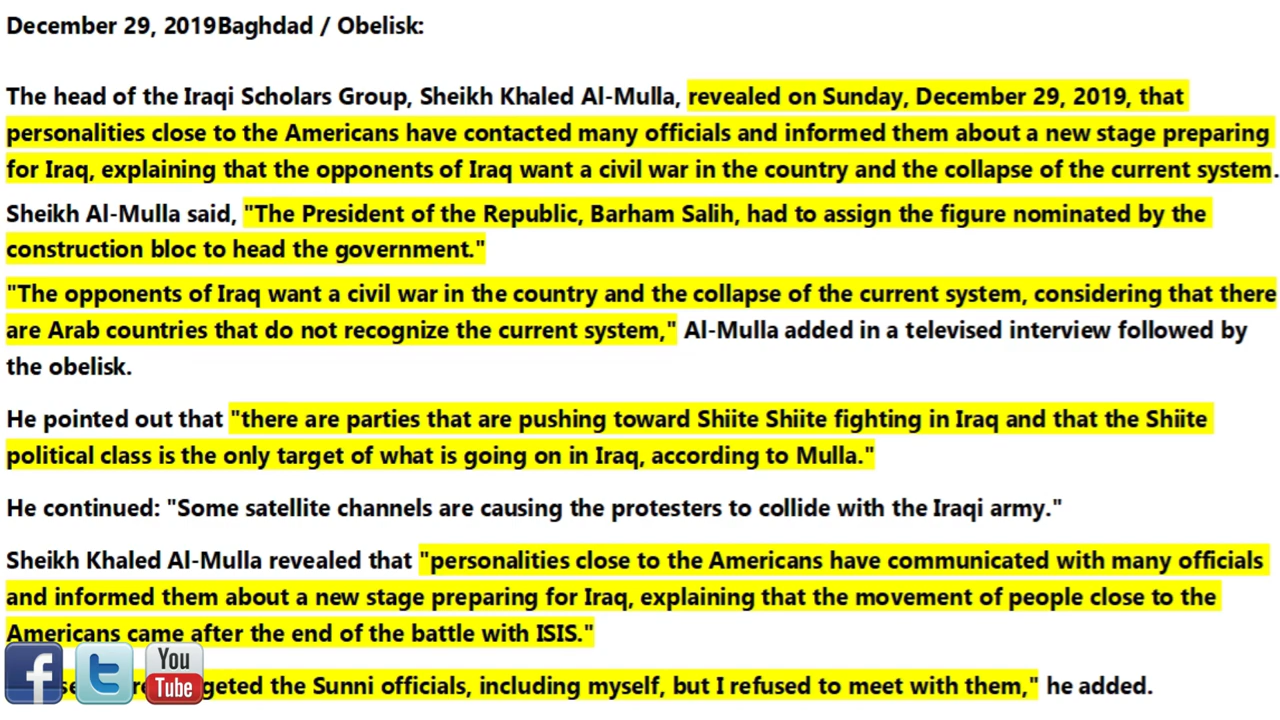 December 29, 2019Baghdad / Obelisk:
The head of the Iraqi Scholars Group, Sheikh Khaled Al-Mulla, revealed on Sunday, December 29, 2019, that
personalities close to the Americans have contacted many officials and informed them about a new stage preparing
for Iraq, explaining that the opponents of Iraq want a civil war in the country and the collapse of the current system.
Sheikh Al-Mulla said, "The President of the Republic, Barham Salih, had to assign the figure nominated by the
construction bloc to head the government."
"The opponents of Iraq want a civil war in the country and the collapse of the current system, considering that there
are Arab countries that do not recognize the current system," Al-Mulla added in a televised interview followed by
the obelisk.
He pointed out that "there are parties that are pushing toward Shiite Shiite fighting in Iraq and that the Shiite
political class is the only target of what is going on in Iraq, according to Mulla."
He continued: "Some satellite channels are causing the protesters to collide with the Iraqi army."
Sheikh Khaled Al-Mulla revealed that "personalities close to the Americans have communicated with many officials
and informed them about a new stage preparing for Iraq, explaining that the movement of people close to the
Americans came after the end of the battle with ISIS."
the Sunni officials, including myself, but I refused to meet with them," he added.
f
t
You
Tube